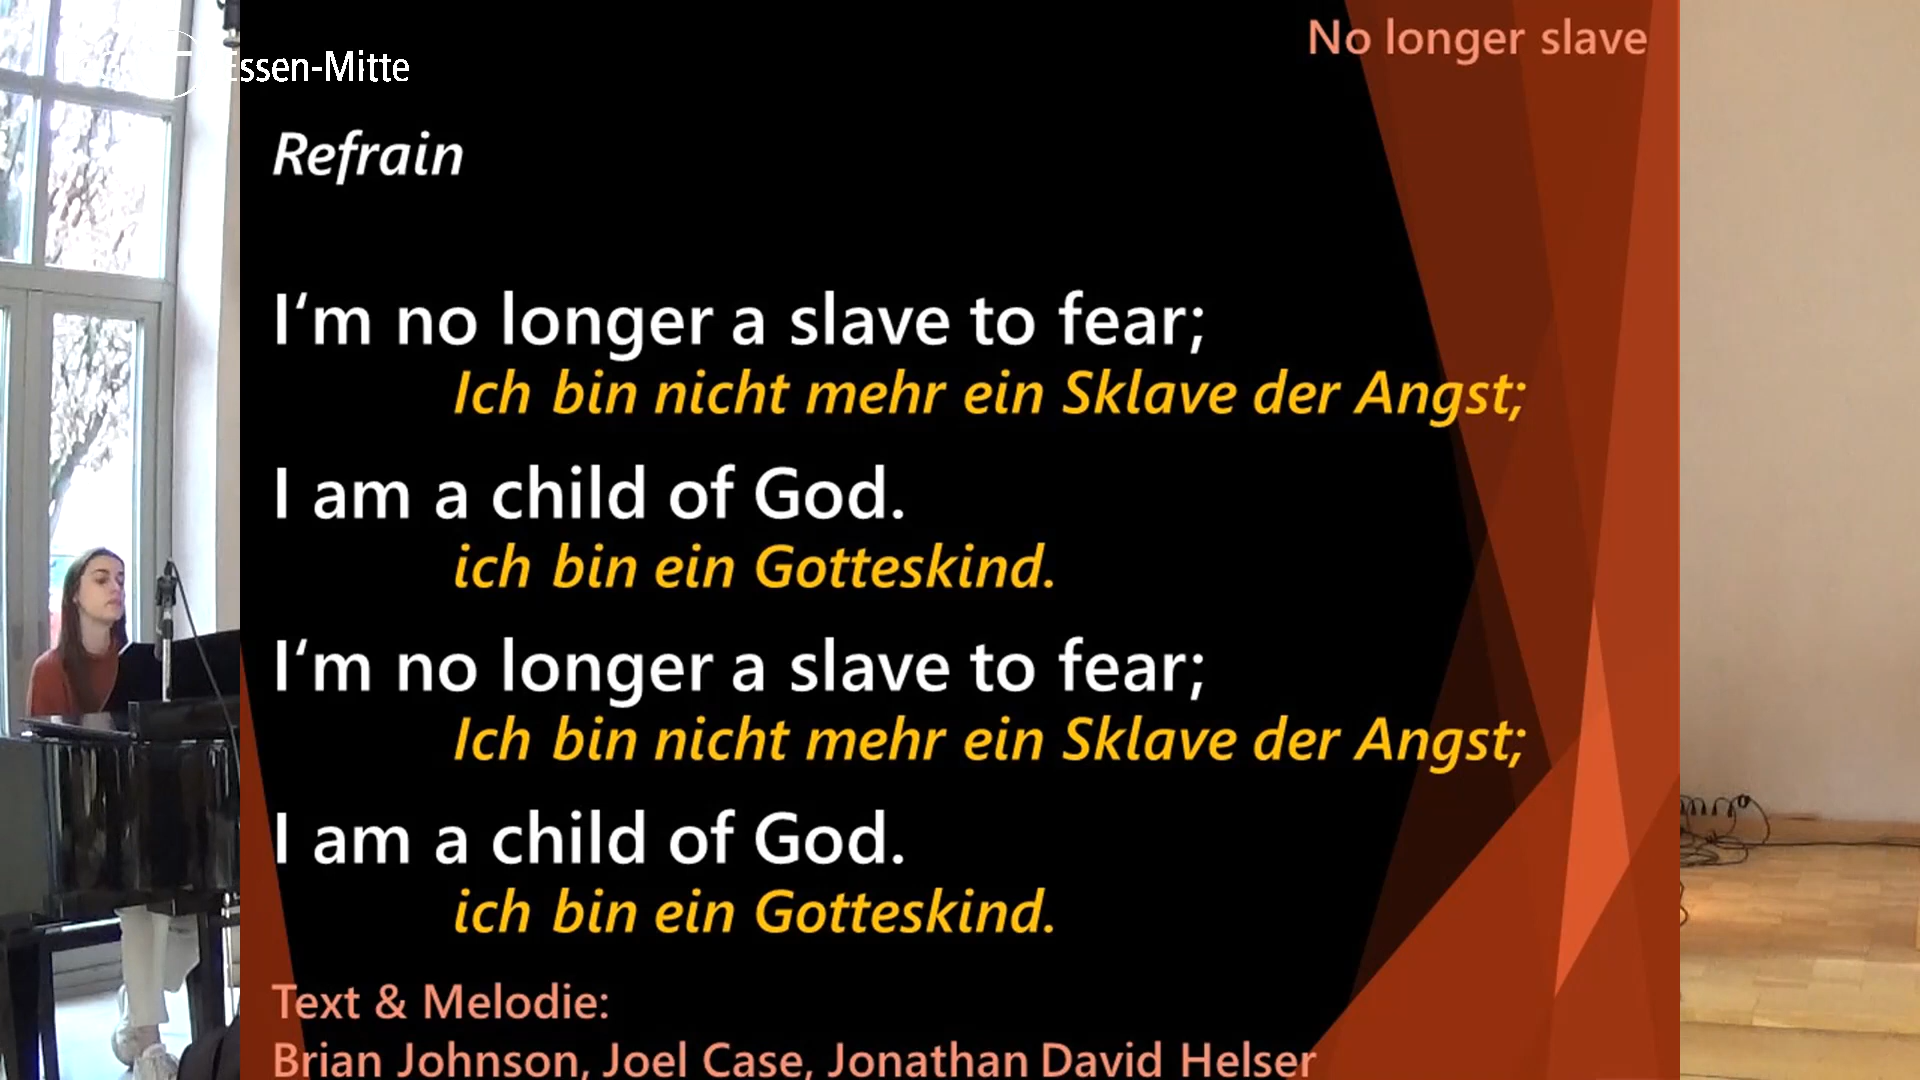 No longer slave
Essen-Mitte
Refrain
I‘m no longer a slave to fear;
Ich bin nicht mehr ein Sklave der Angst;
I am a child of God.
ich bin ein Gotteskind.
I‘m no longer a slave to fear;
Ich bin nicht mehr ein Sklave der Angst;
I am a child of God.
ich bin ein Gotteskind.
Text & Melodie:
Brian Johnson, Joel Case, Jonathan David Helser